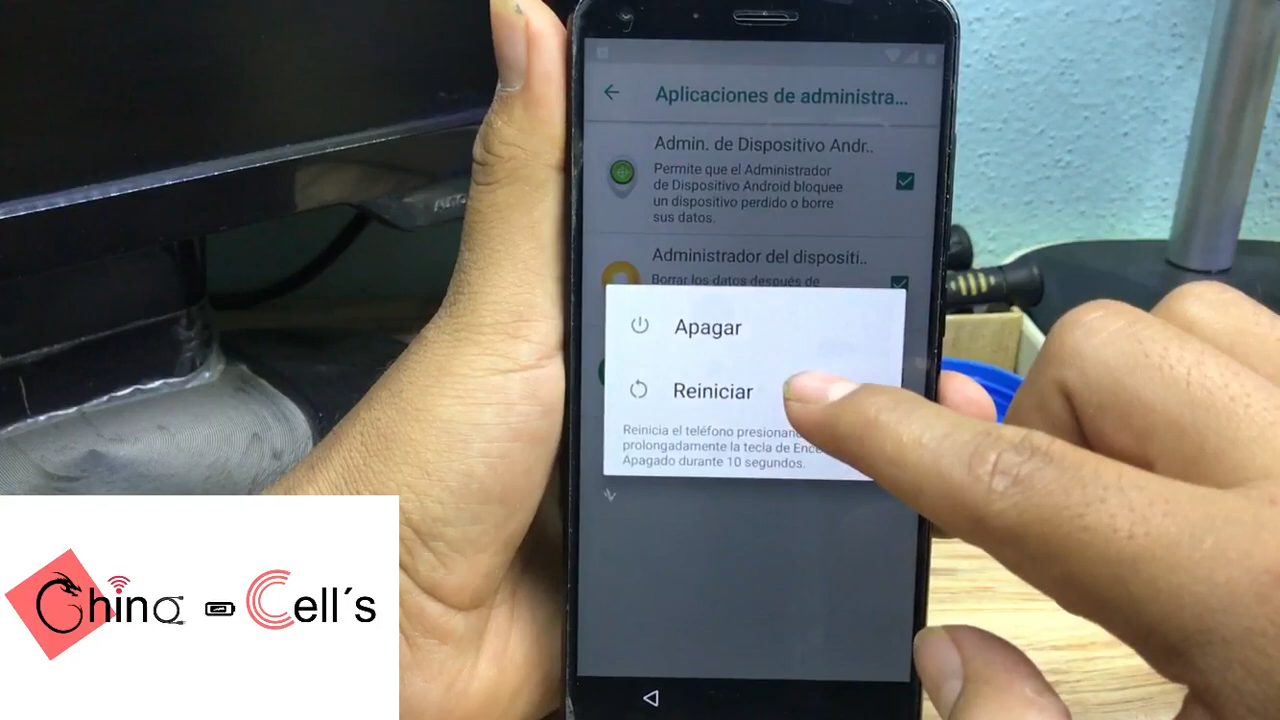 Aplicaciones de administra...
Admin. de Dispositivo Andr..
Permite que el Administrador
de Dispositivo Android bloquee
un dispositivo perdido o borre
sus datos.
Administrador del dispositi..
Borrar los datos después de
Apagar
Reiniciar
Reinicia el teléfono presionan
prolongadamente la tecla de Ence
Apagado durante 10 segundos.
China - Cell´s